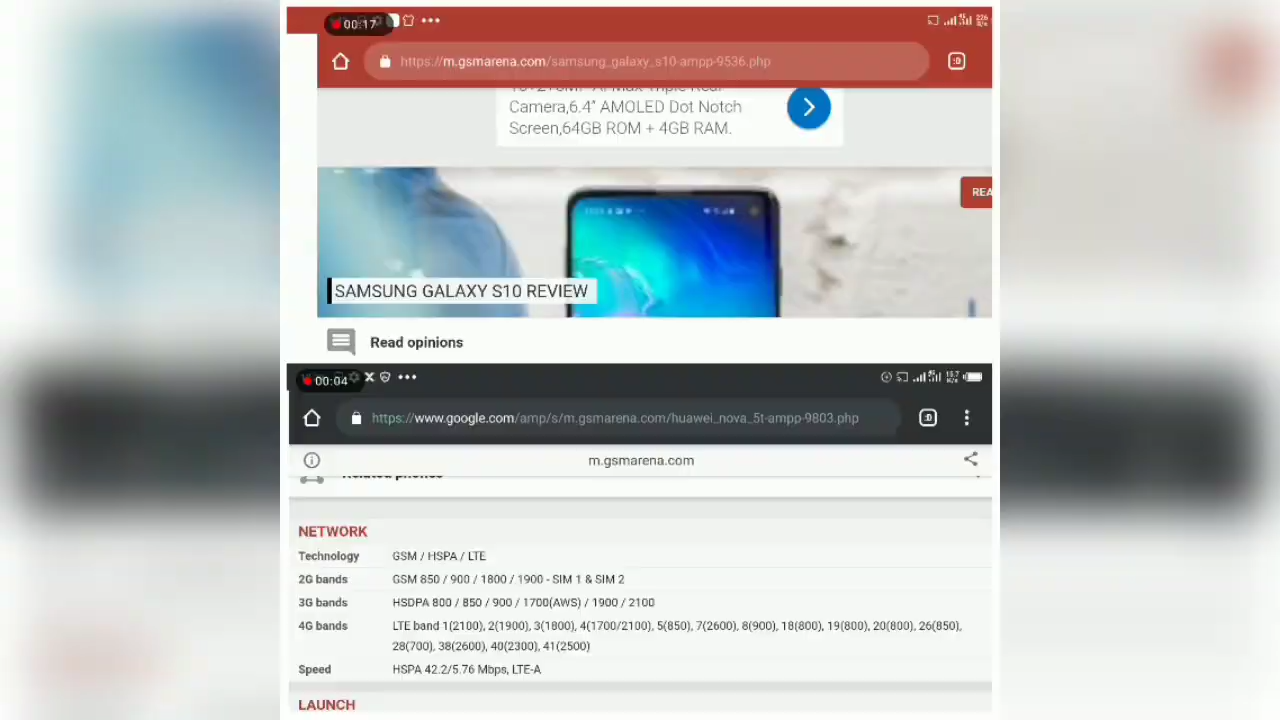 00:17
https://m.gsmarena.com/samsung_galaxy_s10-ampp-9536.php
:D
Camera,6.4" AMOLED Dot Notch
Screen,64GB ROM + 4GB RAM.
REA
SAMSUNG GALAXY S10 REVIEW
Read opinions
00:04
https://www.google.com/amp/s/m.gsmarena.com/huawei_nova_5t-ampp-9803.php
:D
m.gsmarena.com
Related phones
NETWORK
Technology GSM / HSPA / LTE
2G bands GSM 850 / 900 / 1800 / 1900 - SIM 1 & SIM 2
3G bands HSDPA 800 / 850 / 900 / 1700(AWS) / 1900 / 2100
4G bands LTE band 1(2100), 2(1900), 3(1800), 4(1700/2100), 5(850), 7(2600), 8(900), 18(800), 19(800), 20(800), 26(850),
28(700), 38(2600), 40(2300), 41(2500)
Speed HSPA 42.2/5.76 Mbps, LTE-A
LAUNCH